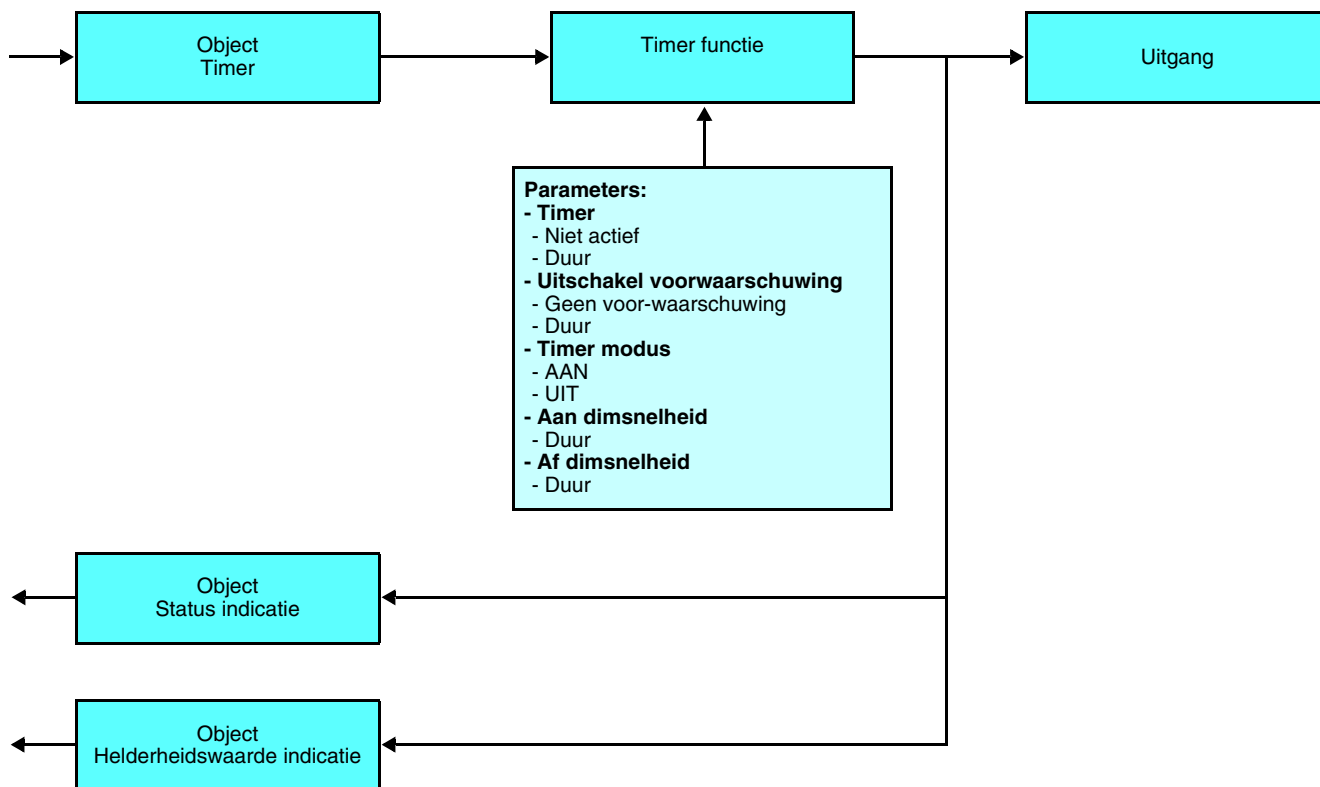 Object
Timer
Timer functie
Uitgang
Parameters:
- Timer
- Niet actief
- Duur
- Uitschakel voorwaarschuwing
- Geen voor-waarschuwing
- Duur
- Timer modus
- AAN
- UIT
- Aan dimsnelheid
- Duur
- Af dimsnelheid
- Duur
Object
Status indicatie
Object
Helderheidswaarde indicatie